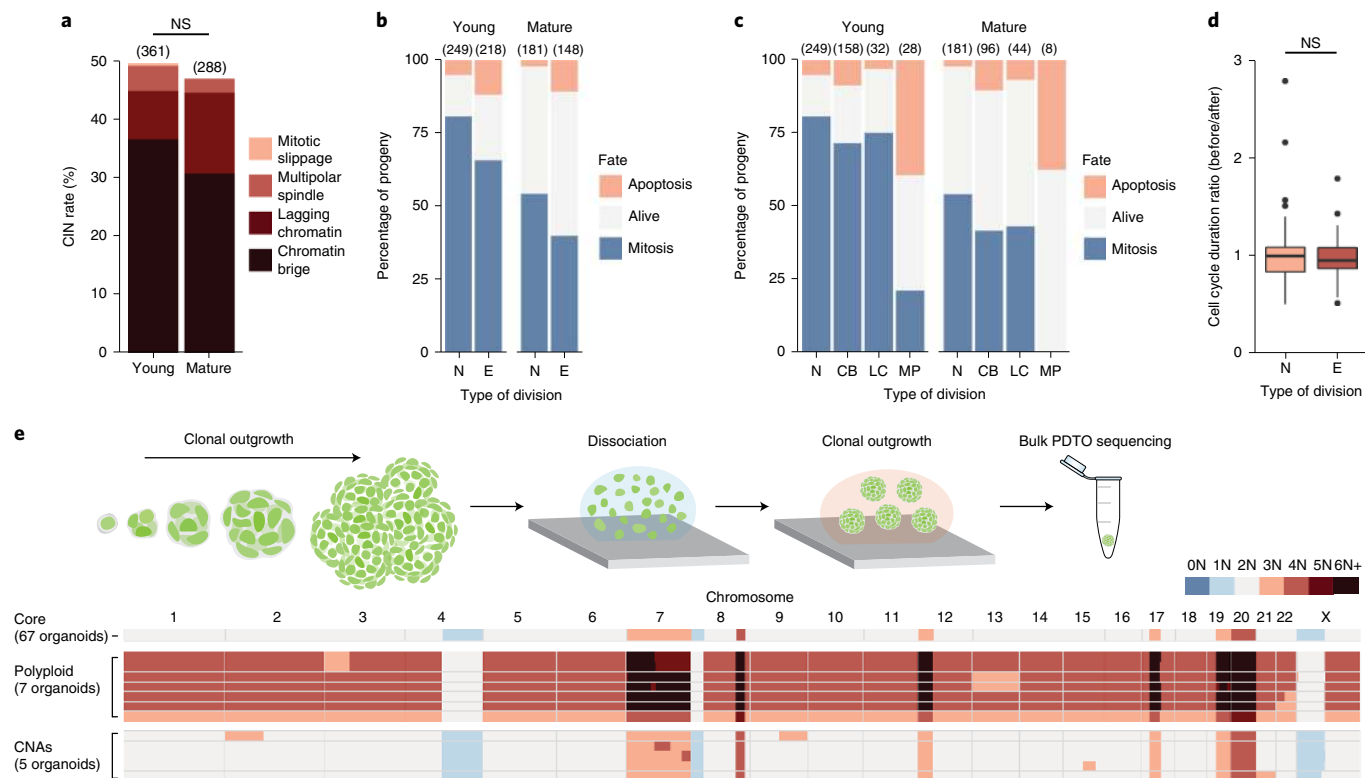 a
NS
(361)
(288)
50
40
30
20
10
0
CIN rate (%)
Young
Mature
Mitotic
slippage
Multipolar
spindle
Lagging
chromatin
Chromatin
brige
b
Young
Mature
(249)
(218)
(181)
(148)
100
75
50
25
0
Percentage of progeny
N
E
N
E
Type of division
Fate
Apoptosis
Alive
Mitosis
c
Young
Mature
(249)
(158)
(32)
(28)
(181)
(96)
(44)
(8)
100
75
50
25
0
Percentage of progeny
N
CB
LC
MP
N
CB
LC
MP
Type of division
Fate
Apoptosis
Alive
Mitosis
d
NS
3
2
1
0
Cell cycle duration ratio (before/after)
N
E
Type of division
e
Clonal outgrowth
Dissociation
Clonal outgrowth
Bulk PDTO sequencing
0N 1N 2N 3N 4N 5N 6N+
Chromosome
1 2 3 4 5 6 7 8 9 10 11 12 13 14 15 16 17 18 19 20 21 22 X
Core
(67 organoids)
Polyploid
(7 organoids)
CNAs
(5 organoids)